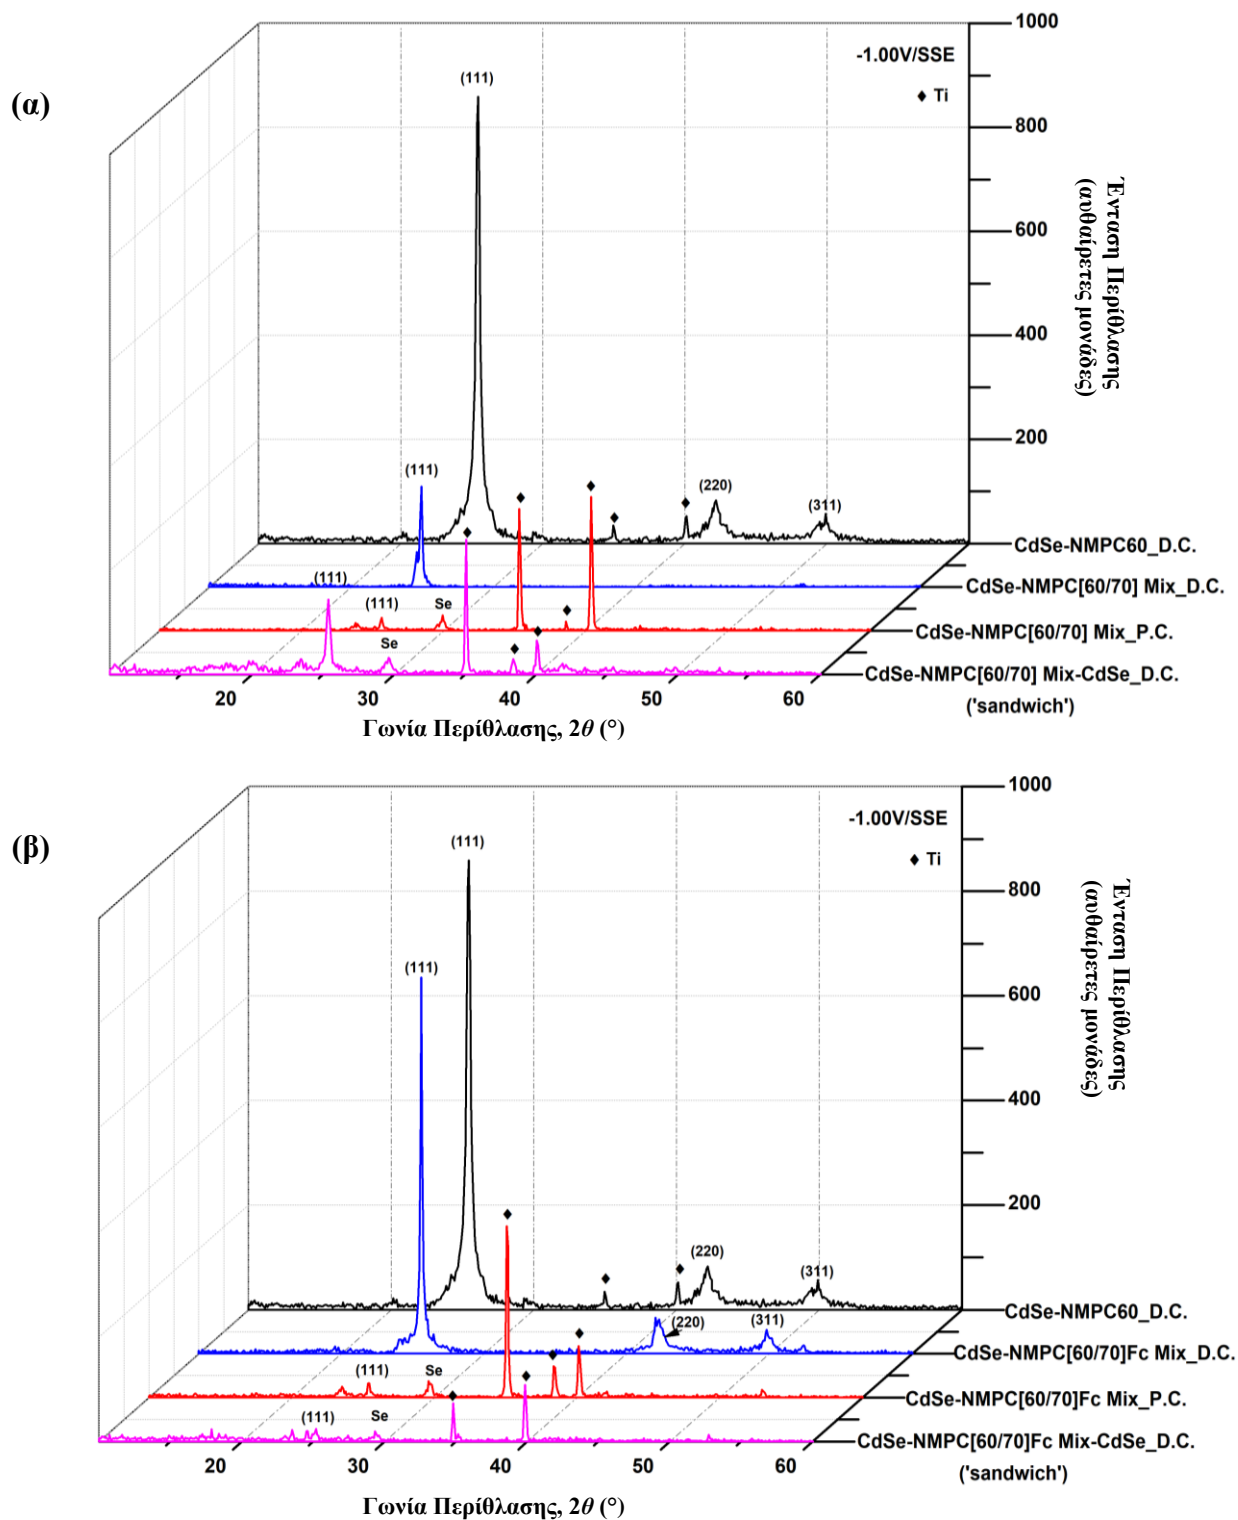 (α)
1000
-1.00V/SSE
♦ Ti
(111)
800
600
400
200
Ένταση Περίθλασης
(αυθαίρετες μονάδες)
(111)
(220)
(311)
CdSe-NMPC60_D.C.
(111)
CdSe-NMPC[60/70] Mix_D.C.
(111)
Se
CdSe-NMPC[60/70] Mix_P.C.
Se
CdSe-NMPC[60/70] Mix-CdSe_D.C.
('sandwich')
20 30 40 50 60
Γωνία Περίθλασης, 2θ (°)
(β)
1000
-1.00V/SSE
♦ Ti
(111)
800
(111)
600
400
200
Ένταση Περίθλασης
(αυθαίρετες μονάδες)
(220)
(311)
CdSe-NMPC60_D.C.
(220)
(311)
CdSe-NMPC[60/70]Fc Mix_D.C.
(111)
Se
CdSe-NMPC[60/70]Fc Mix_P.C.
(111)
Se
CdSe-NMPC[60/70]Fc Mix-CdSe_D.C.
('sandwich')
20 30 40 50 60
Γωνία Περίθλασης, 2θ (°)